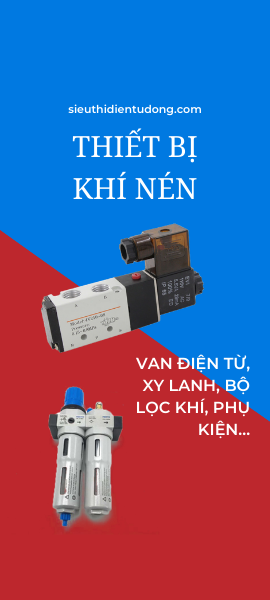 sieuthidientudong.com
THIẾT BỊ
KHÍ NÉN
VAN ĐIỆN TỪ,
XY LANH, BỘ
LỌC KHÍ, PHỤ
KIỆN...